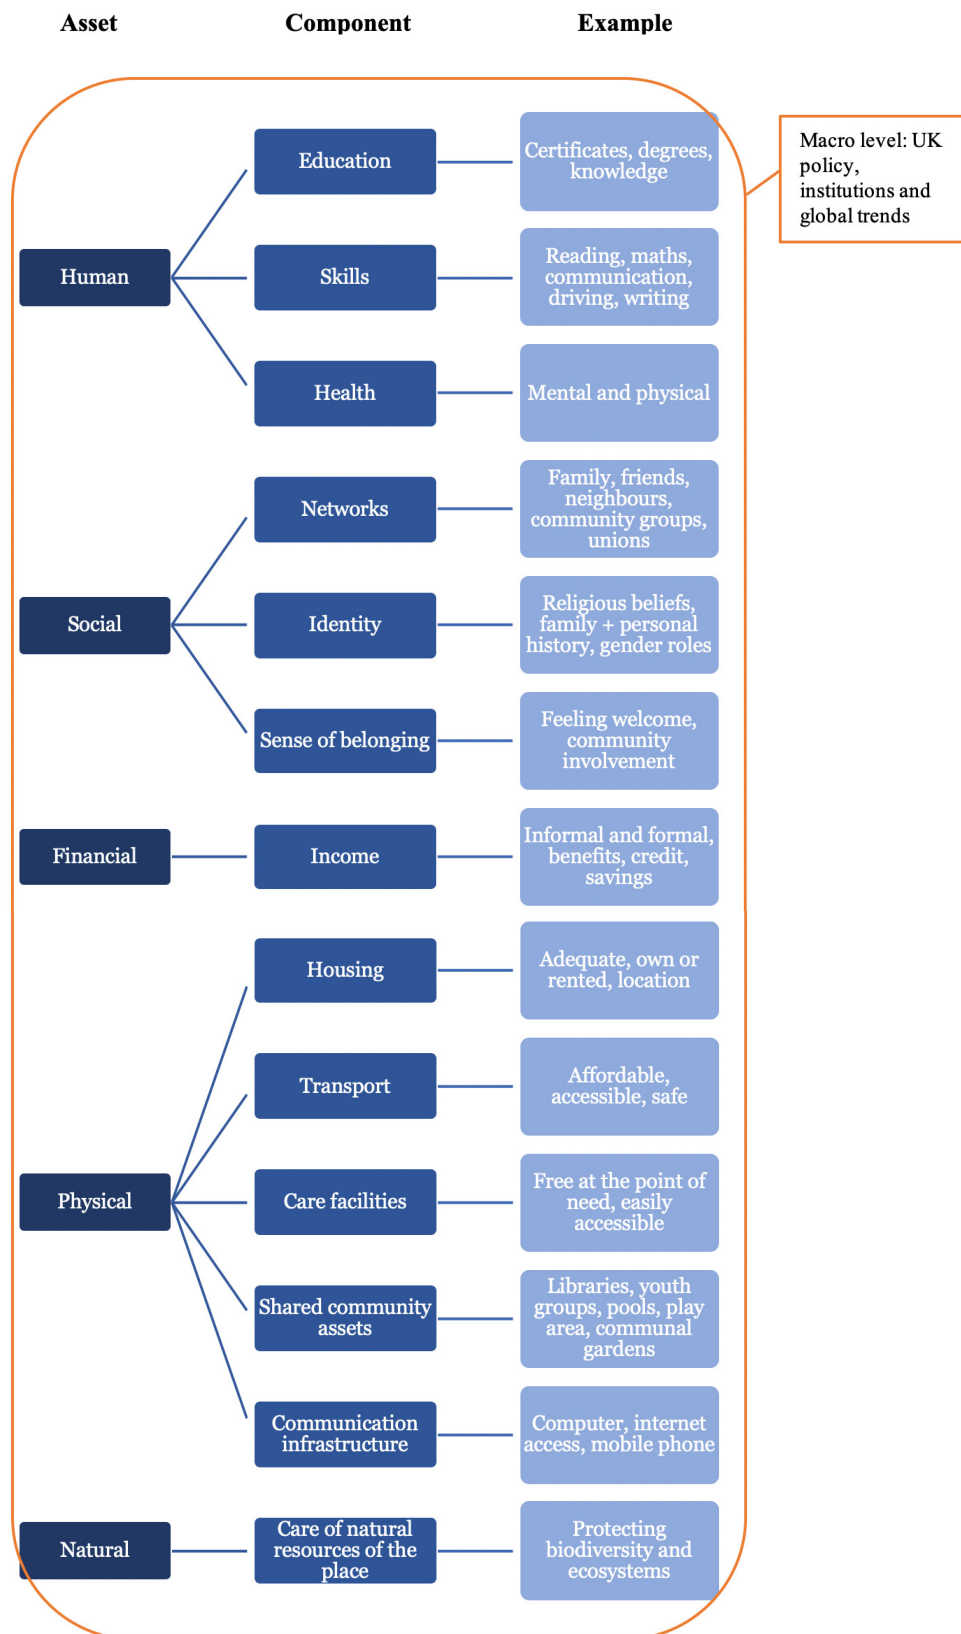 Asset Component Example
Macro level: UK
policy,
institutions and
global trends
Human
Education
Certificates, degrees,
knowledge
Skills
Reading, maths,
communication,
driving, writing
Health
Mental and physical
Social
Networks
Family, friends,
neighbours,
community groups,
unions
Identity
Religious beliefs,
family + personal
history, gender roles
Sense of belonging
Feeling welcome,
community
involvement
Financial
Income
Informal and formal,
benefits, credit,
savings
Physical
Housing
Adequate, own or
rented, location
Transport
Affordable,
accessible, safe
Care facilities
Free at the point of
need, easily
accessible
Shared community
assets
Libraries, youth
groups, pools, play
area, communal
gardens
Communication
infrastructure
Computer, internet
access, mobile phone
Natural
Care of natural
resources of the
place
Protecting
biodiversity and
ecosystems